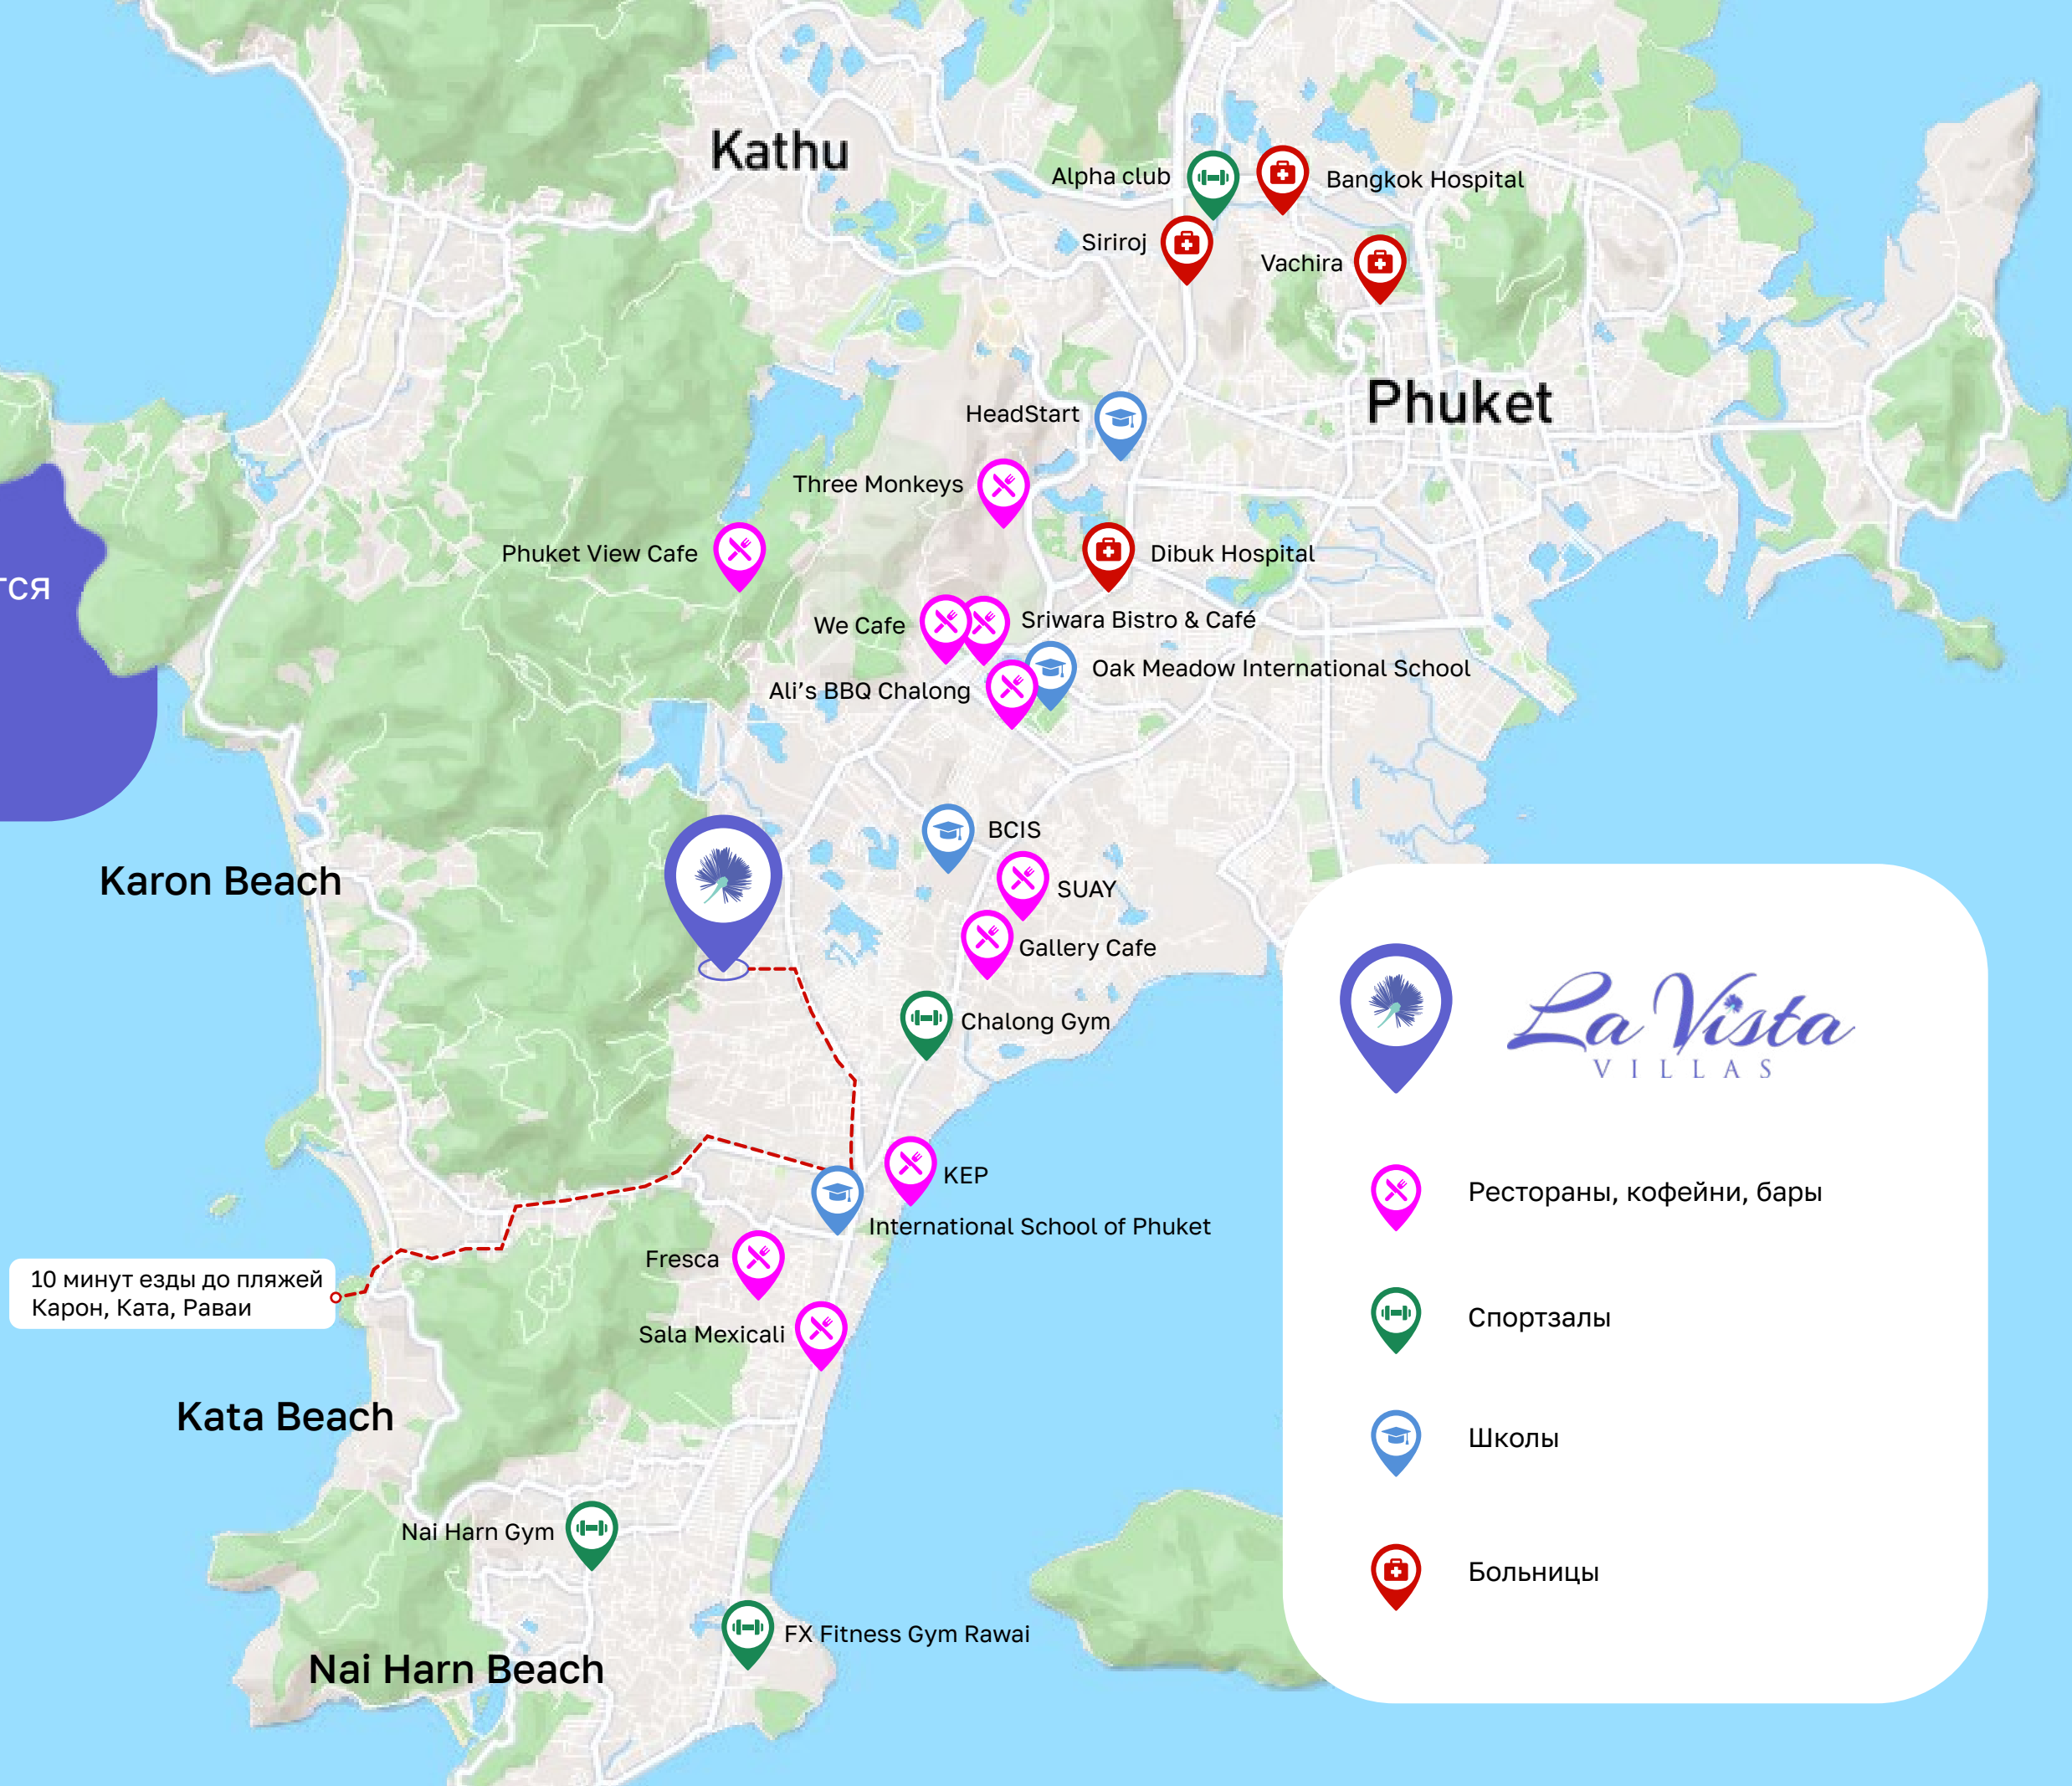 Kathu
Alpha club
Bangkok Hospital
Siriroj
Vachira
Phuket
HeadStart
Three Monkeys
Phuket View Cafe
Dibuk Hospital
тся
We Cafe
Sriwara Bistro & Café
Oak Meadow International School
Ali’s BBQ Chalong
BCIS
Karon Beach
SUAY
Gallery Cafe
Chalong Gym
La Vista
VILLAS
KEP
Рестораны, кофейни, бары
International School of Phuket
Fresca
10 минут езды до пляжей
Карон, Ката, Раваи
Спортзалы
Sala Mexicali
Kata Beach
Школы
Nai Harn Gym
Больницы
FX Fitness Gym Rawai
Nai Harn Beach